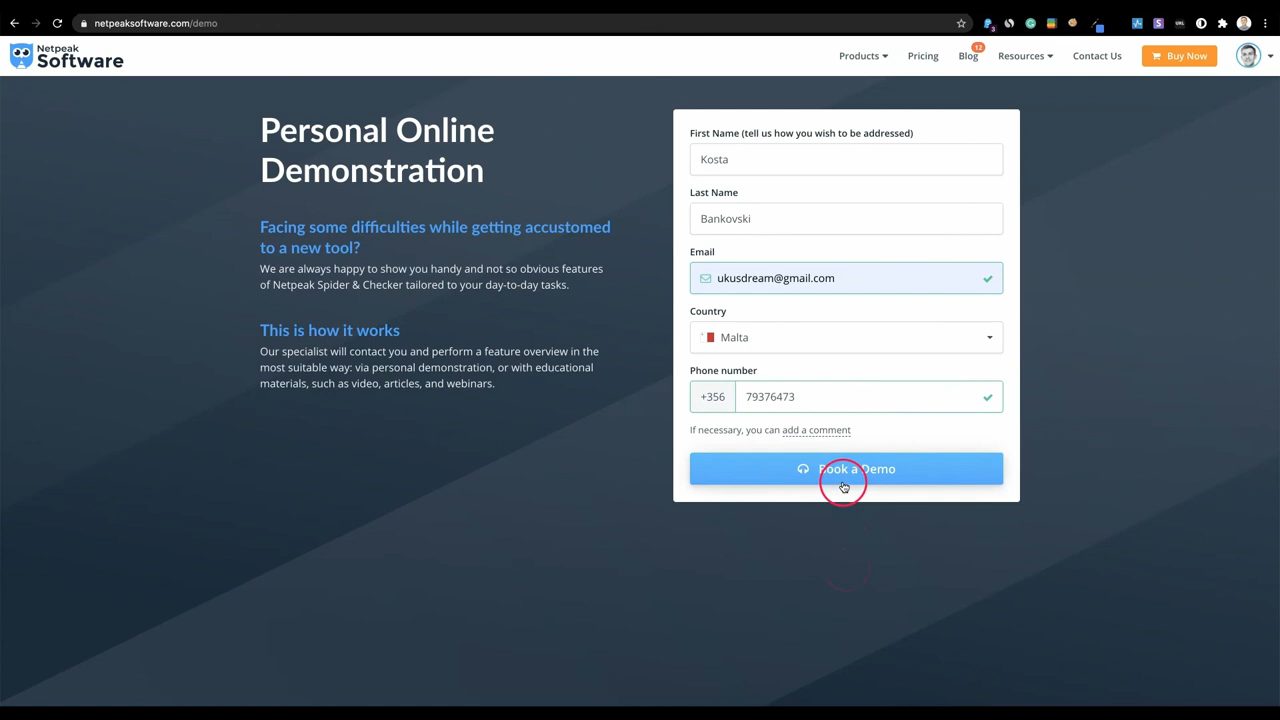 netpeaksoftware.com/demo
Netpeak
Software
Products
Pricing
Blog
12
Resources
Contact Us
Buy Now
Personal Online
Demonstration
Facing some difficulties while getting accustomed
to a new tool?
We are always happy to show you handy and not so obvious features
of Netpeak Spider & Checker tailored to your day-to-day tasks.
This is how it works
Our specialist will contact you and perform a feature overview in the
most suitable way: via personal demonstration, or with educational
materials, such as video, articles, and webinars.
First Name (tell us how you wish to be addressed)
Kosta
Last Name
Bankovski
Email
ukusdream@gmail.com
Country
Malta
Phone number
+356 79376473
If necessary, you can add a comment
Book a Demo